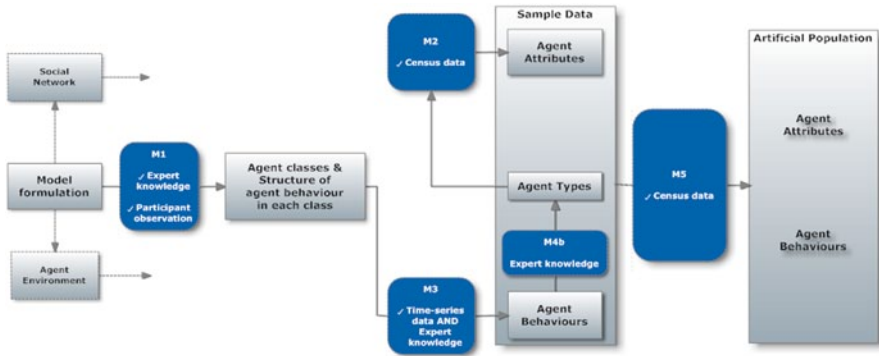 Social
Network
Model
formulation
Agent
Environment
M1
✓ Expert
knowledge
✓ Participant
observation
Agent classes &
Structure of
agent behaviour
in each class
M2
✓ Census data
M3
✓ Time-series
data AND
Expert
knowledge
Sample Data
Agent
Attributes
Agent Types
M4b
Expert knowledge
Agent
Behaviours
M5
✓ Census data
Artificial Population
Agent
Attributes
Agent
Behaviours